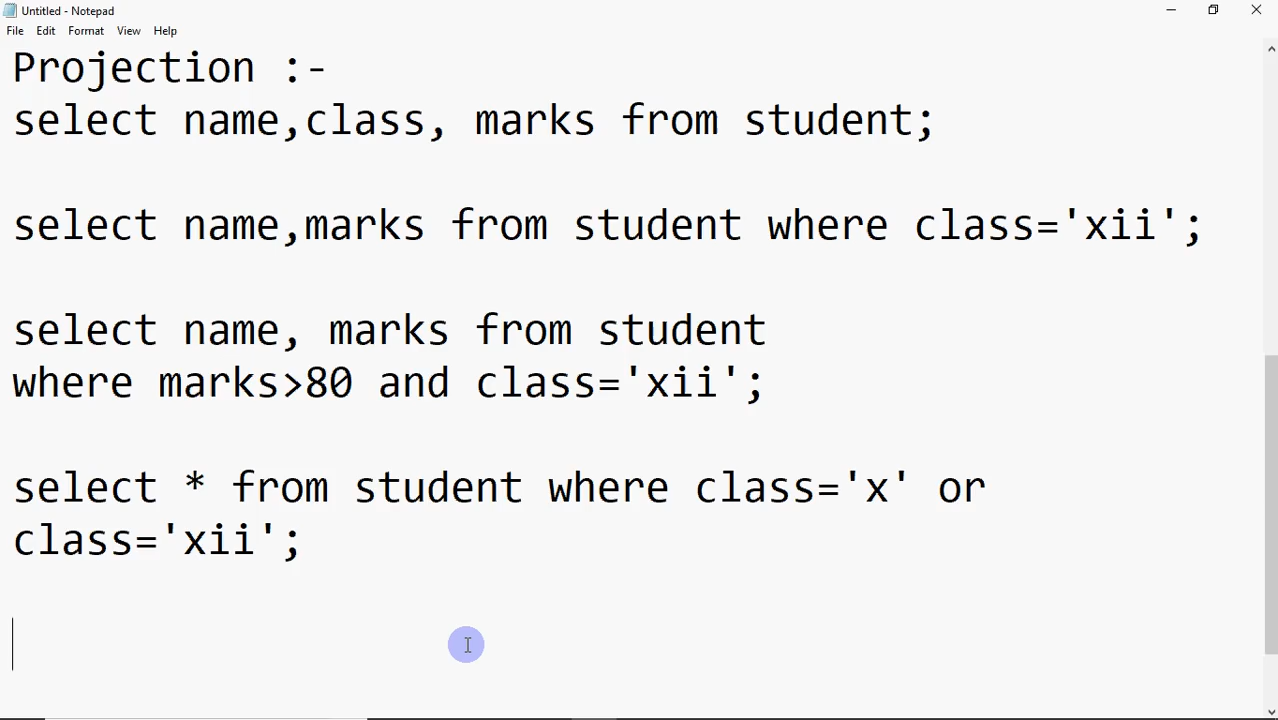 Untitled - Notepad
File Edit Format View Help
Projection :-
select name,class, marks from student;
select name,marks from student where class='xii';
select name, marks from student
where marks>80 and class='xii';
select * from student where class='x' or
class='xii';